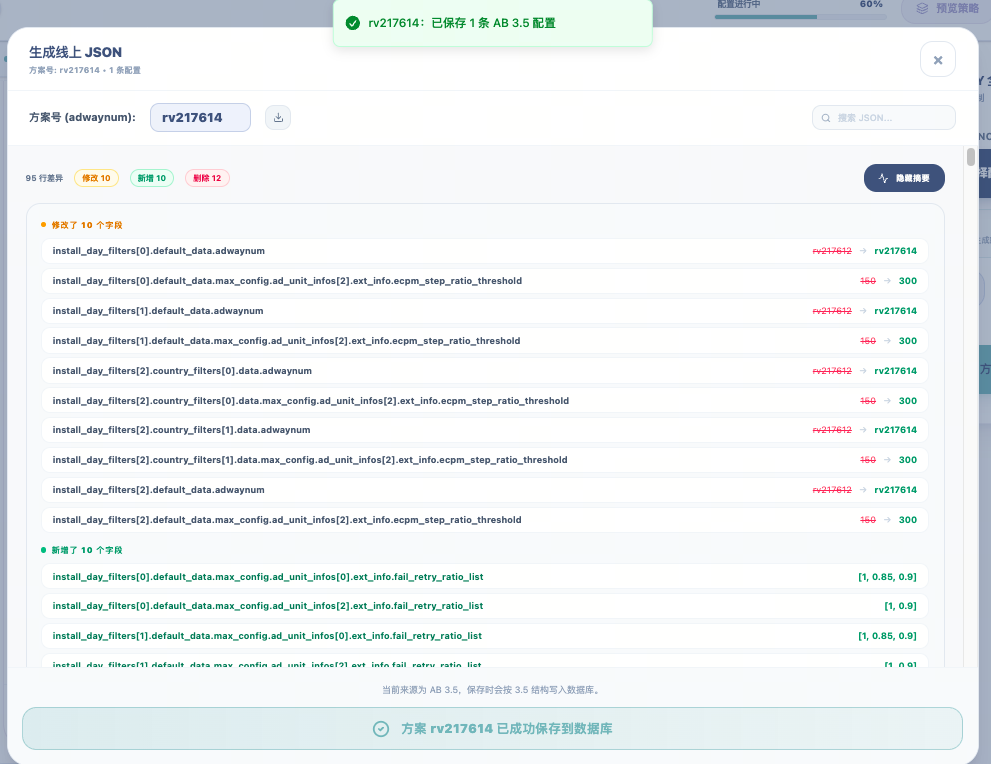 配置进行中 60% 预览策略
rv217614：已保存 1 条 AB 3.5 配置
生成线上 JSON
方案号: rv217614 • 1 条配置
方案号 (adwaynum): rv217614 搜索 JSON...
95 行差异 修改 10 新增 10 删除 12 隐藏摘要
修改了 10 个字段
install_day_filters[0].default_data.adwaynum rv217612 → rv217614
install_day_filters[0].default_data.max_config.ad_unit_infos[2].ext_info.ecpm_step_ratio_threshold 150 → 300
install_day_filters[1].default_data.adwaynum rv217612 → rv217614
install_day_filters[1].default_data.max_config.ad_unit_infos[2].ext_info.ecpm_step_ratio_threshold 150 → 300
install_day_filters[2].country_filters[0].data.adwaynum rv217612 → rv217614
install_day_filters[2].country_filters[0].data.max_config.ad_unit_infos[2].ext_info.ecpm_step_ratio_threshold 150 → 300
install_day_filters[2].country_filters[1].data.adwaynum rv217612 → rv217614
install_day_filters[2].country_filters[1].data.max_config.ad_unit_infos[2].ext_info.ecpm_step_ratio_threshold 150 → 300
install_day_filters[2].default_data.adwaynum rv217612 → rv217614
install_day_filters[2].default_data.max_config.ad_unit_infos[2].ext_info.ecpm_step_ratio_threshold 150 → 300
新增了 10 个字段
install_day_filters[0].default_data.max_config.ad_unit_infos[0].ext_info.fail_retry_ratio_list [1, 0.85, 0.9]
install_day_filters[0].default_data.max_config.ad_unit_infos[2].ext_info.fail_retry_ratio_list [1, 0.9]
install_day_filters[1].default_data.max_config.ad_unit_infos[0].ext_info.fail_retry_ratio_list [1, 0.85, 0.9]
install_day_filters[1].default_data.max_config.ad_unit_infos[2].ext_info.fail_retry_ratio_list [1, 0.9]
当前来源为 AB 3.5，保存时会按 3.5 结构写入数据库。
方案 rv217614 已成功保存到数据库